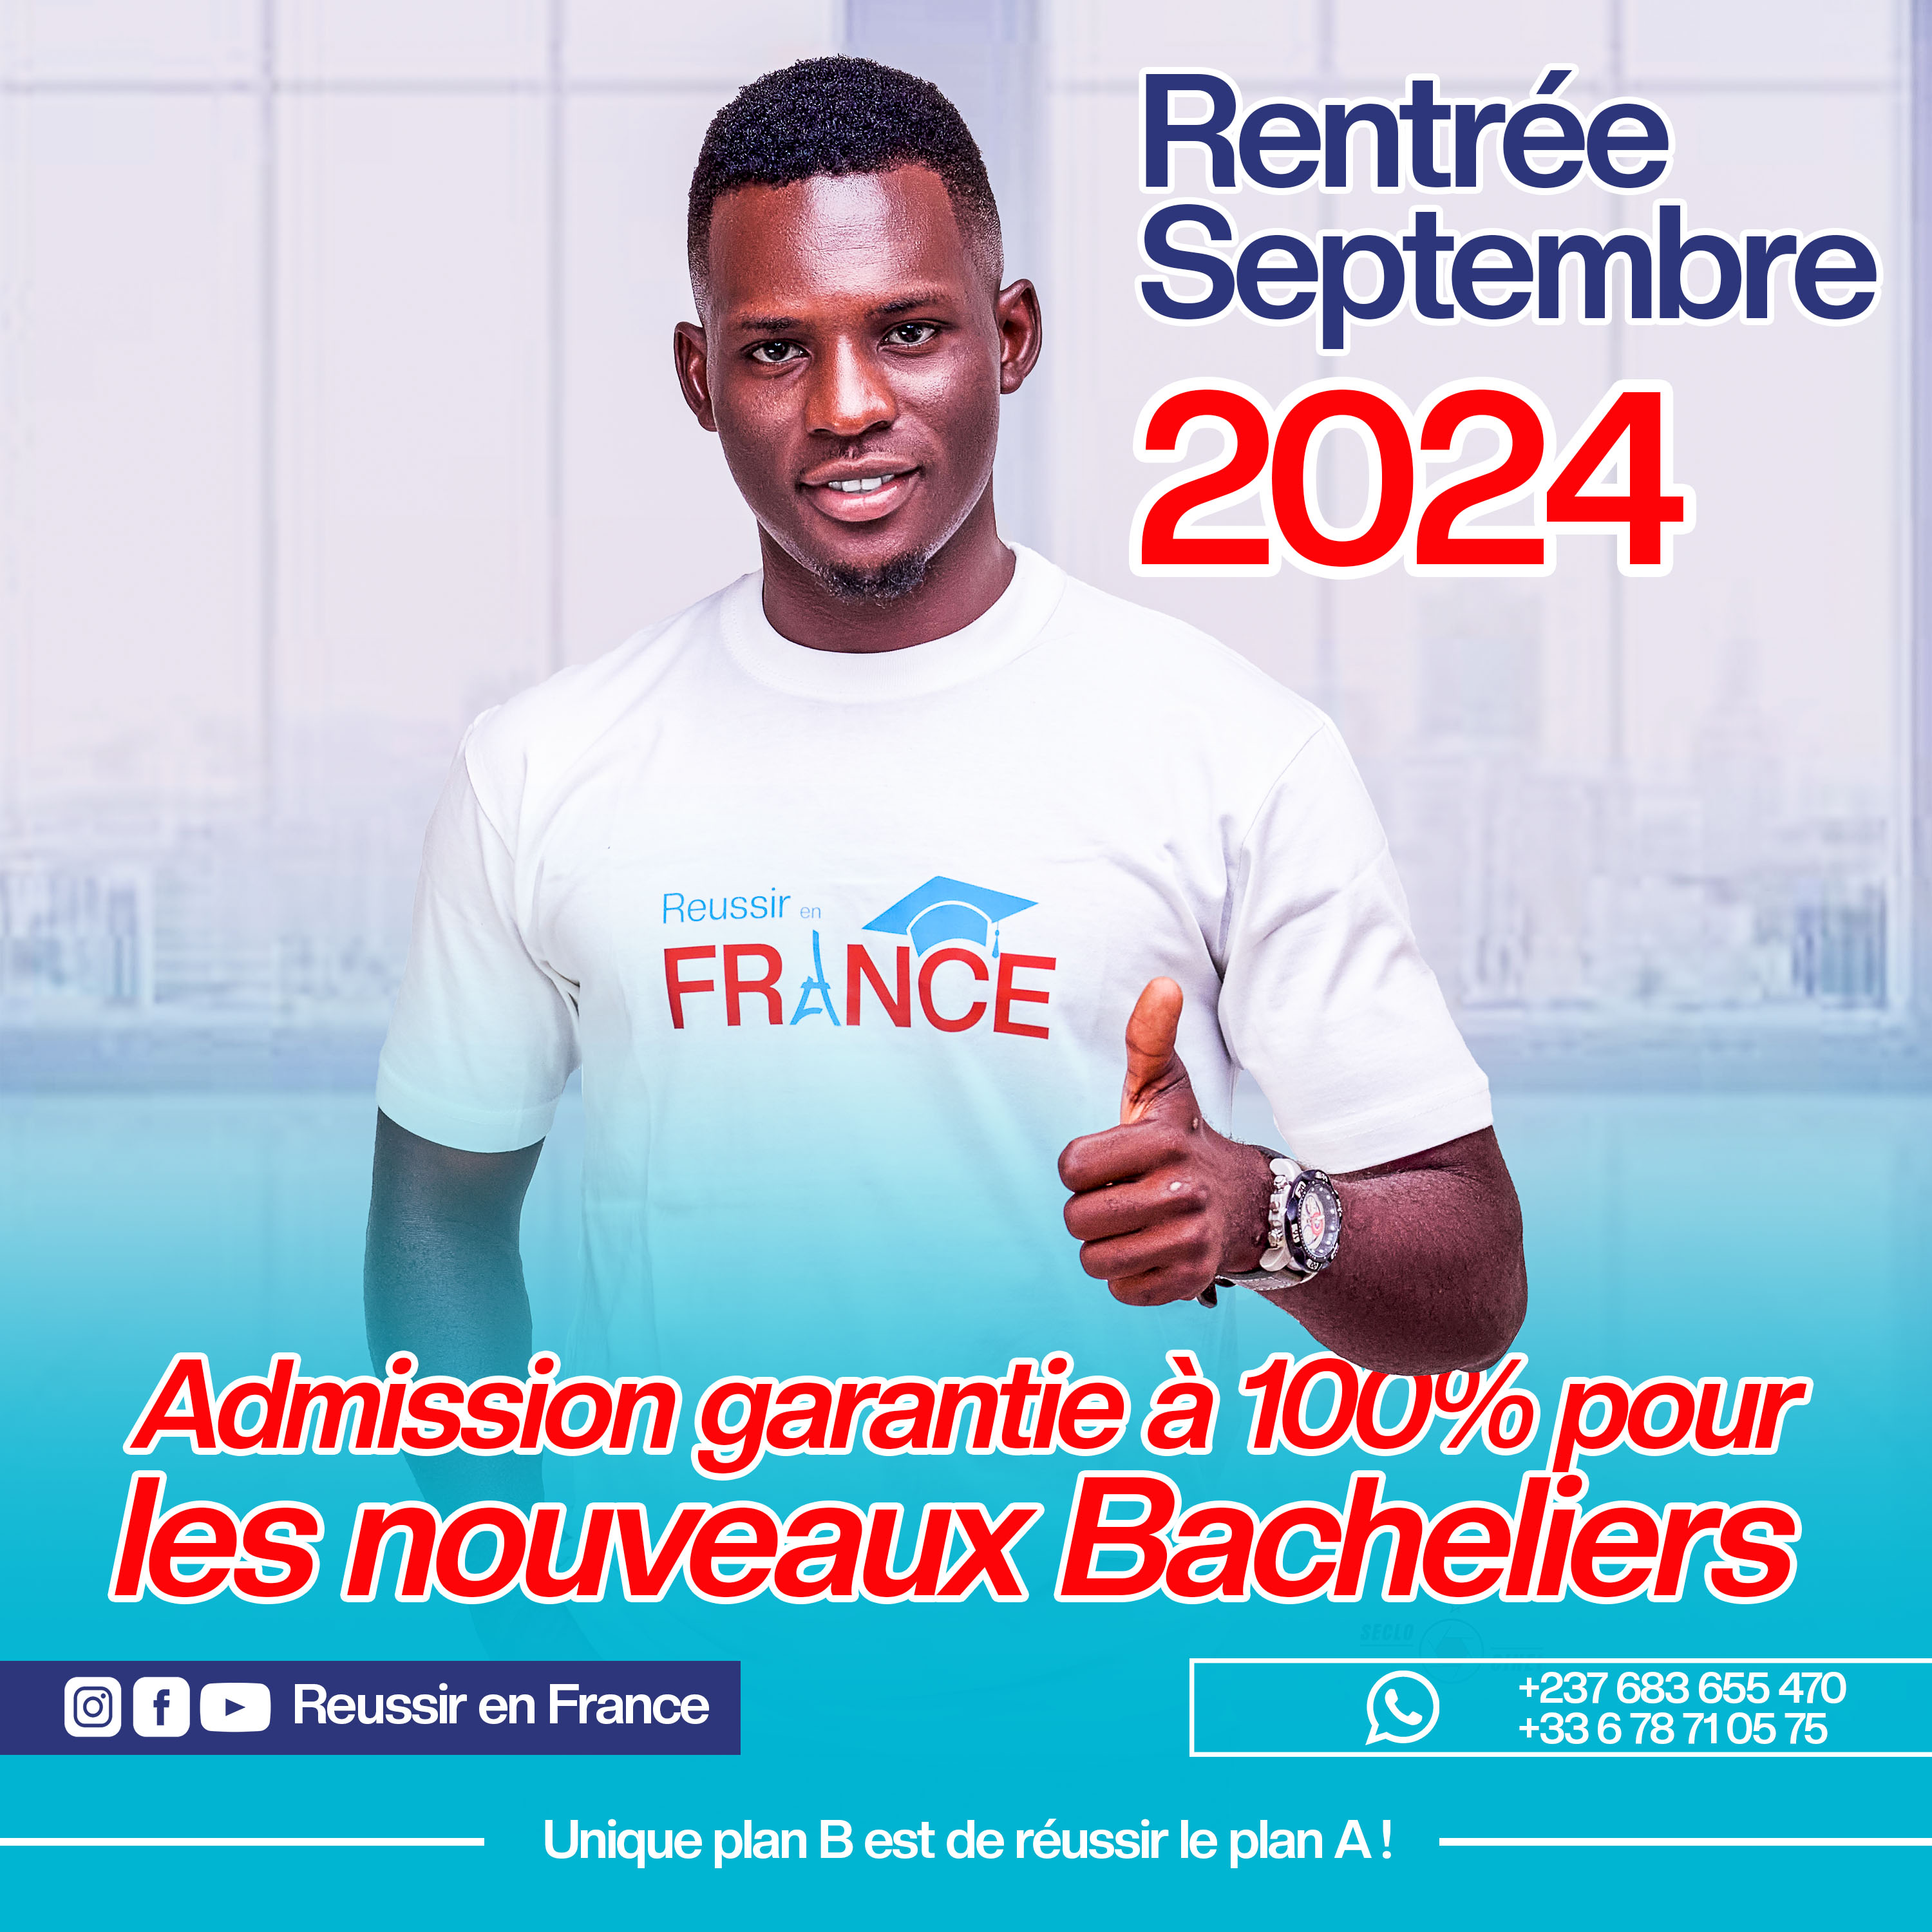 Rentrée
Septembre
2024
Reussir en
FRANCE
Admission garantie à 100% pour
les nouveaux Bacheliers
SECLO
Reussir en France
+237 683 655 470
+33 6 78 71 05 75
Unique plan B est de réussir le plan A !